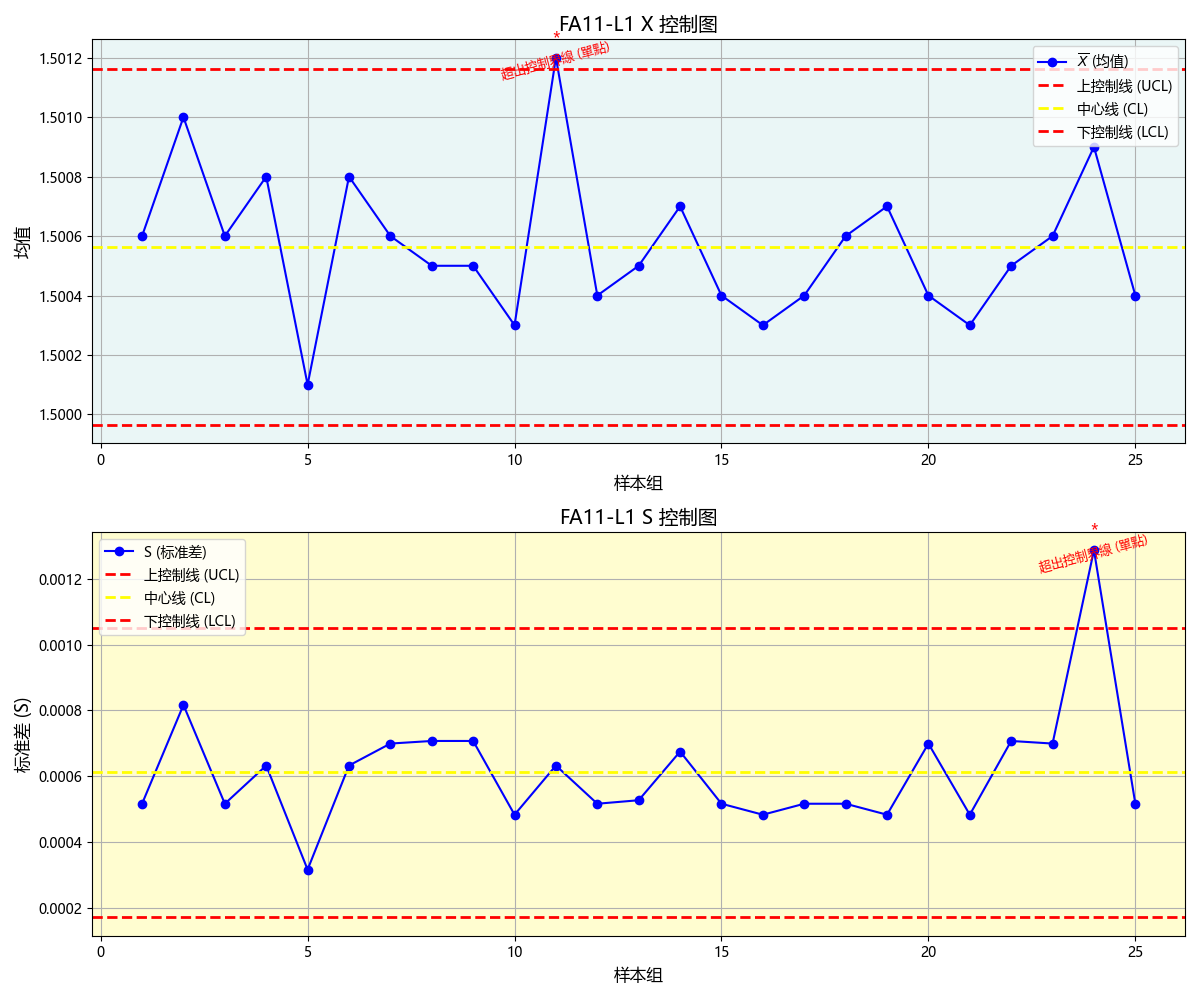 FA11-L1 X 控制图
*
超出控制界線 (單點)
X (均值)
上控制线 (UCL)
中心线 (CL)
下控制线 (LCL)
均值
1.5012
1.5010
1.5008
1.5006
1.5004
1.5002
1.5000
0 5 10 15 20 25
样本组
FA11-L1 S 控制图
*
超出控制界線 (單點)
S (标准差)
上控制线 (UCL)
中心线 (CL)
下控制线 (LCL)
标准差 (S)
0.0012
0.0010
0.0008
0.0006
0.0004
0.0002
0 5 10 15 20 25
样本组